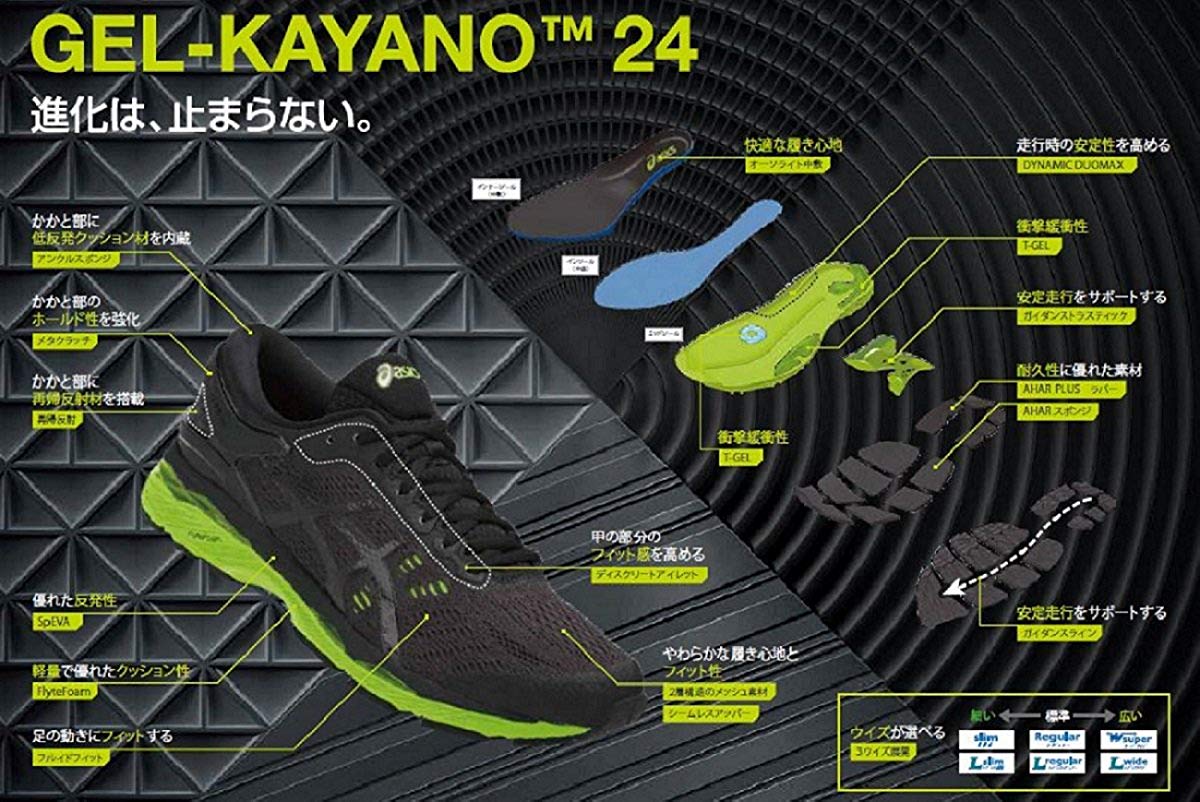 GEL-KAYANO™ 24
進化は、止まらない。
かかと部に
低反発クッション材を内蔵
アンクルスポンジ
かかと部の
ホールド性を強化
メタクラッチ
かかと部に
再帰反射材を搭載
再帰反射
優れた反発性
SpEVA
軽量で優れたクッション性
FlyteFoam
足の動きにフィットする
フルイドフィット
asics
asics
快適な履き心地
オーソライト中敷
走行時の安定性を高める
DYNAMIC DUOMAX
衝撃緩衝性
T-GEL
安定走行をサポートする
ガイダンストラスティック
耐久性に優れた素材
AHAR PLUS ラバー
AHARスポンジ
衝撃緩衝性
T-GEL
甲の部分の
フィット感を高める
ディスクリートアイレット
やわらかな履き心地と
フィット性
2層構造のメッシュ素材
シームレスアッパー
安定走行をサポートする
ガイダンスライン
ウイズが選べる
3ウイズ展開
細い 標準 広い
slim Regular super
L slim L regular L wide